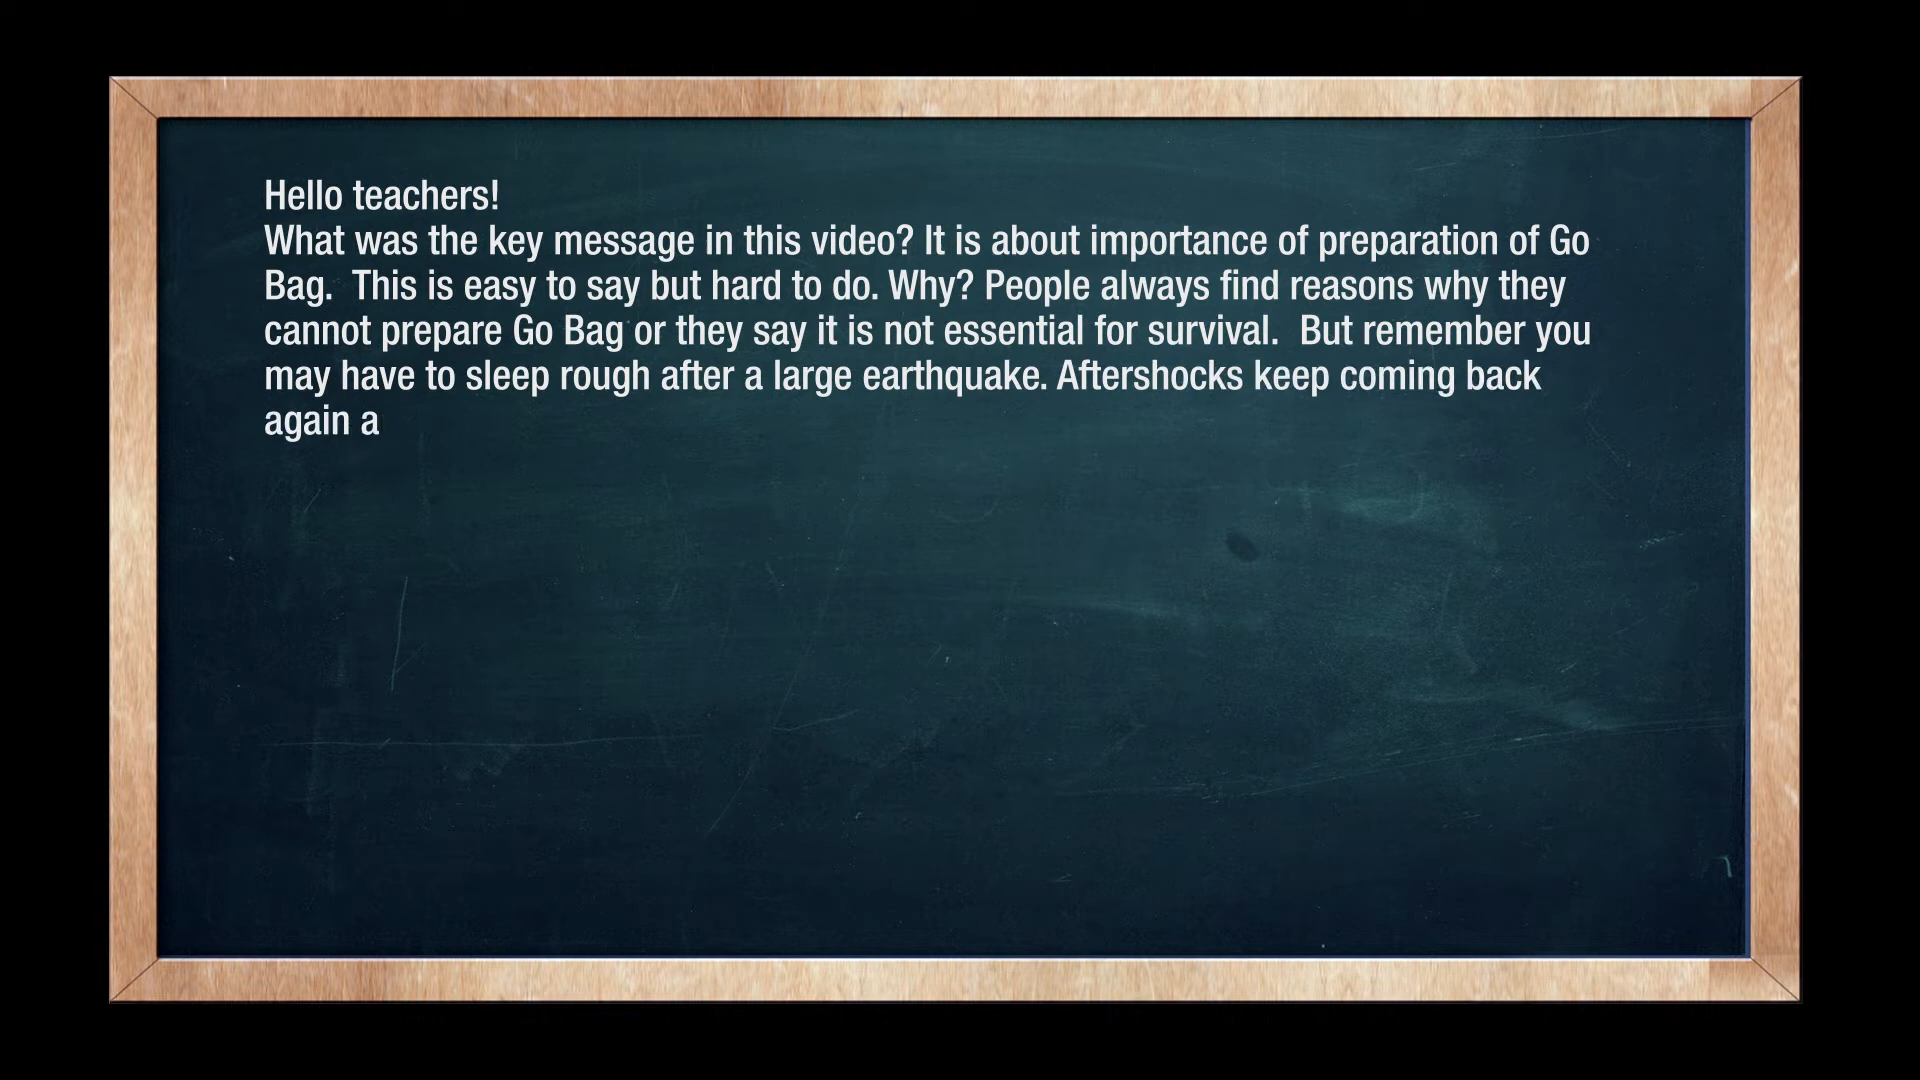 Hello teachers!
What was the key message in this video? It is about importance of preparation of Go
Bag.  This is easy to say but hard to do. Why? People always find reasons why they
cannot prepare Go Bag or they say it is not essential for survival.  But remember you
may have to sleep rough after a large earthquake. Aftershocks keep coming back
again a